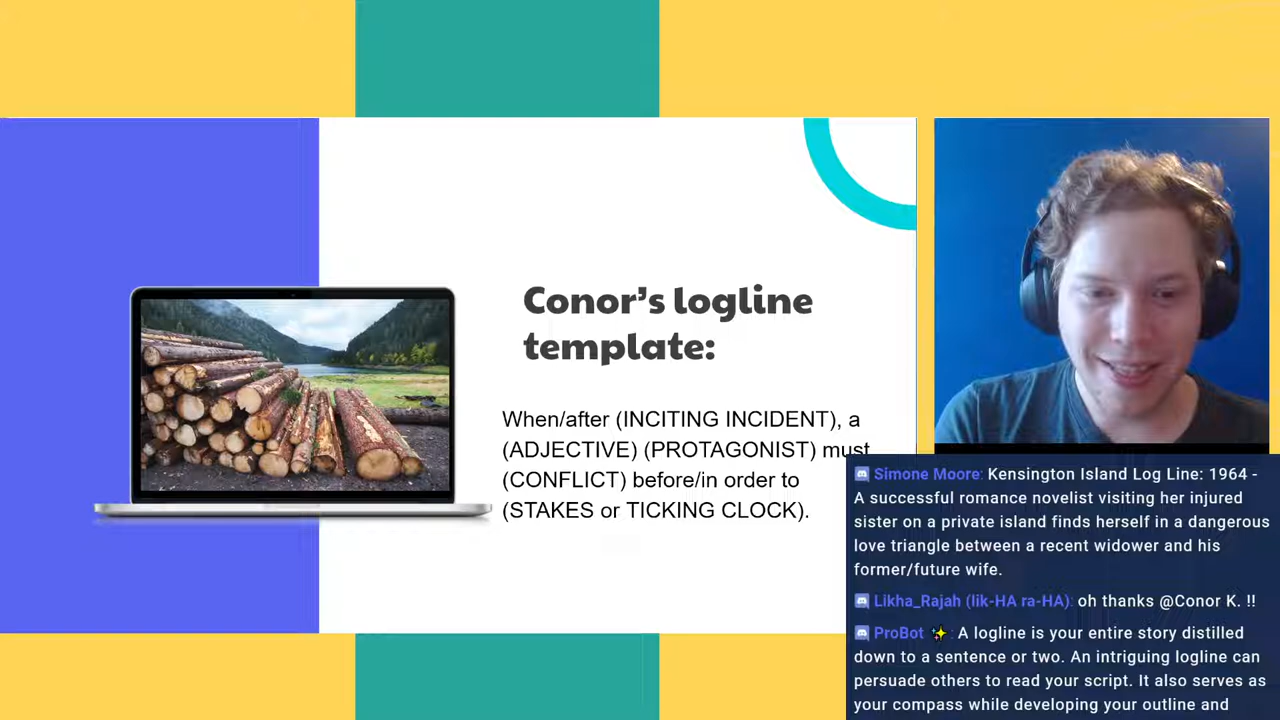 Conor's logline
template:
When/after (INCITING INCIDENT), a
(ADJECTIVE) (PROTAGONIST) must
(CONFLICT) before/in order to
(STAKES or TICKING CLOCK).
Simone Moore: Kensington Island Log Line: 1964 -
A successful romance novelist visiting her injured
sister on a private island finds herself in a dangerous
love triangle between a recent widower and his
former/future wife.
Likha_Rajah (lik-HA ra-HA): oh thanks @Conor K. !!
ProBot ✨: A logline is your entire story distilled
down to a sentence or two. An intriguing logline can
persuade others to read your script. It also serves as
your compass while developing your outline and